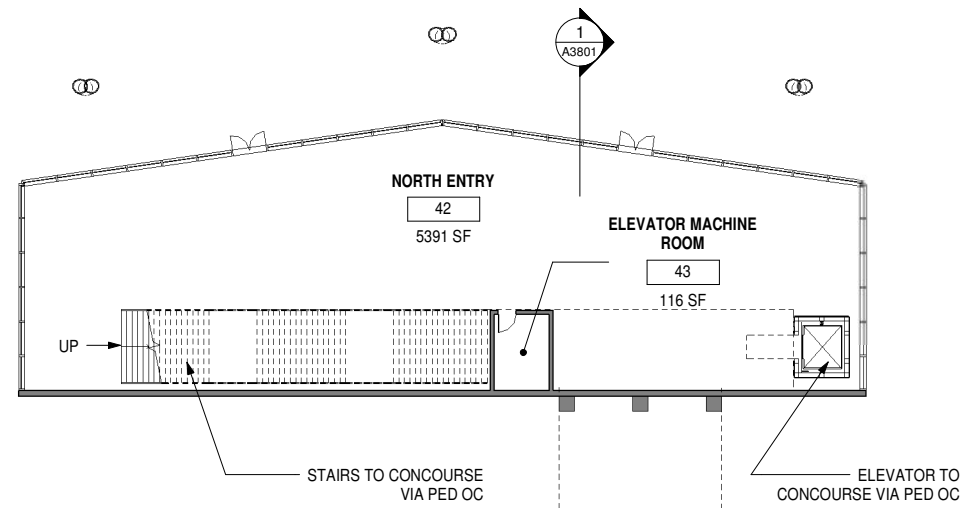 1
A3801
NORTH ENTRY
42
5391 SF
ELEVATOR MACHINE
ROOM
43
116 SF
UP
STAIRS TO CONCOURSE
VIA PED OC
ELEVATOR TO
CONCOURSE VIA PED OC